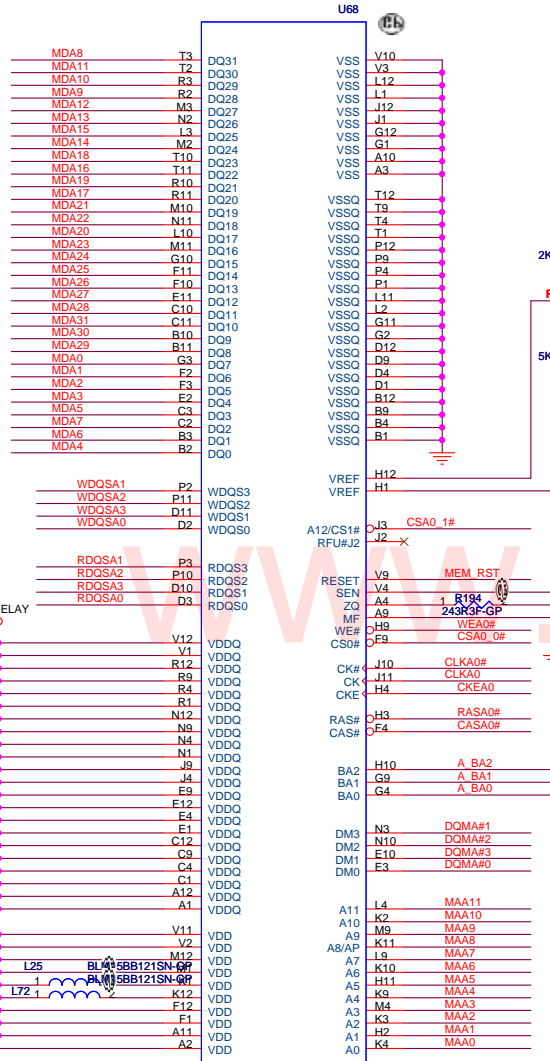 U68
MDA8 T3 DQ31 VSS V10
MDA11 T2 DQ30 VSS V3
MDA10 R3 DQ29 VSS L12
MDA9 R2 DQ28 VSS L1
MDA12 M3 DQ27 VSS J12
MDA13 N2 DQ26 VSS J1
MDA15 L3 DQ25 VSS G12
MDA14 M2 DQ24 VSS G1
MDA18 T10 DQ23 VSS A10
MDA16 T11 DQ22 VSS A3
MDA19 R10 DQ21
MDA17 R11 DQ20 VSSQ T12
MDA21 M10 DQ19 VSSQ T9
MDA22 N11 DQ18 VSSQ T4
MDA20 L10 DQ17 VSSQ T1
MDA23 M11 DQ16 VSSQ P12
MDA24 G10 DQ15 VSSQ P9
MDA25 F11 DQ14 VSSQ P4
MDA26 F10 DQ13 VSSQ P1
MDA27 E11 DQ12 VSSQ L11
MDA28 C10 DQ11 VSSQ L2
MDA31 C11 DQ10 VSSQ G11
MDA30 B10 DQ9 VSSQ G2
MDA29 B11 DQ8 VSSQ D12
MDA0 G3 DQ7 VSSQ D9
MDA1 F2 DQ6 VSSQ D4
MDA2 F3 DQ5 VSSQ D1
MDA3 E2 DQ4 VSSQ B12
MDA5 C3 DQ3 VSSQ B9
MDA7 C2 DQ2 VSSQ B4
MDA6 B3 DQ1 VSSQ B1
MDA4 B2 DQ0
2K
5K
VREF H12
WDQSA1 P2 WDQS3 VREF H1
WDQSA2 P11 WDQS2
WDQSA3 D11 WDQS1
WDQSA0 D2 WDQS0 A12/CS1# J3 CSA0_1#
RFU#J2 J2
RDQSA1 P3 RDQS3
RDQSA2 P10 RDQS2 RESET V9 MEM_RST
RDQSA3 D10 RDQS1 SEN V4
RDQSA0 D3 RDQS0 ZQ A4 1 R194 2
243R3F-GP
ELAY
MF A9
WE# H9 WEA0#
V12 VDDQ CS0# F9 CSA0_0#
V1 VDDQ
R12 VDDQ CK# J10 CLKA0#
R9 VDDQ CK J11 CLKA0
R4 VDDQ CKE H4 CKEA0
R1 VDDQ
N12 VDDQ RAS# H3 RASA0#
N9 VDDQ CAS# F4 CASA0#
N4 VDDQ
N1 VDDQ
J9 VDDQ BA2 H10 A_BA2
J4 VDDQ BA1 G9 A_BA1
E9 VDDQ BA0 G4 A_BA0
E12 VDDQ
E4 VDDQ
E1 VDDQ DM3 N3 DQMA#1
C12 VDDQ DM2 N10 DQMA#2
C9 VDDQ DM1 E10 DQMA#3
C4 VDDQ DM0 E3 DQMA#0
C1 VDDQ
A12 VDDQ
A1 VDDQ A11 L4 MAA11
A10 K2 MAA10
V11 VDD A9 M9 MAA9
V2 VDD A8/AP K11 MAA8
M12 VDD A7 L9 MAA7
L25 1 BLM15BB121SN-GP VDD A6 K10 MAA6
BLM15BB121SN-GP VDD A5 H11 MAA5
L72 1 2 K12 VDD A4 K9 MAA4
F12 VDD A3 M4 MAA3
F1 VDD A2 K3 MAA2
A11 VDD A1 H2 MAA1
A2 VDD A0 K4 MAA0
WWW.